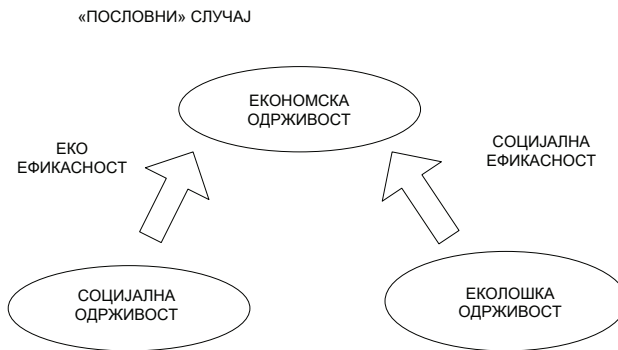 «ПОСЛОВНИ» СЛУЧАЈ
ЕКОНОМСКА
ОДРЖИВОСТ
ЕКО
ЕФИКАСНОСТ
СОЦИЈАЛНА
ЕФИКАСНОСТ
СОЦИЈАЛНА
ОДРЖИВОСТ
ЕКОЛОШКА
ОДРЖИВОСТ